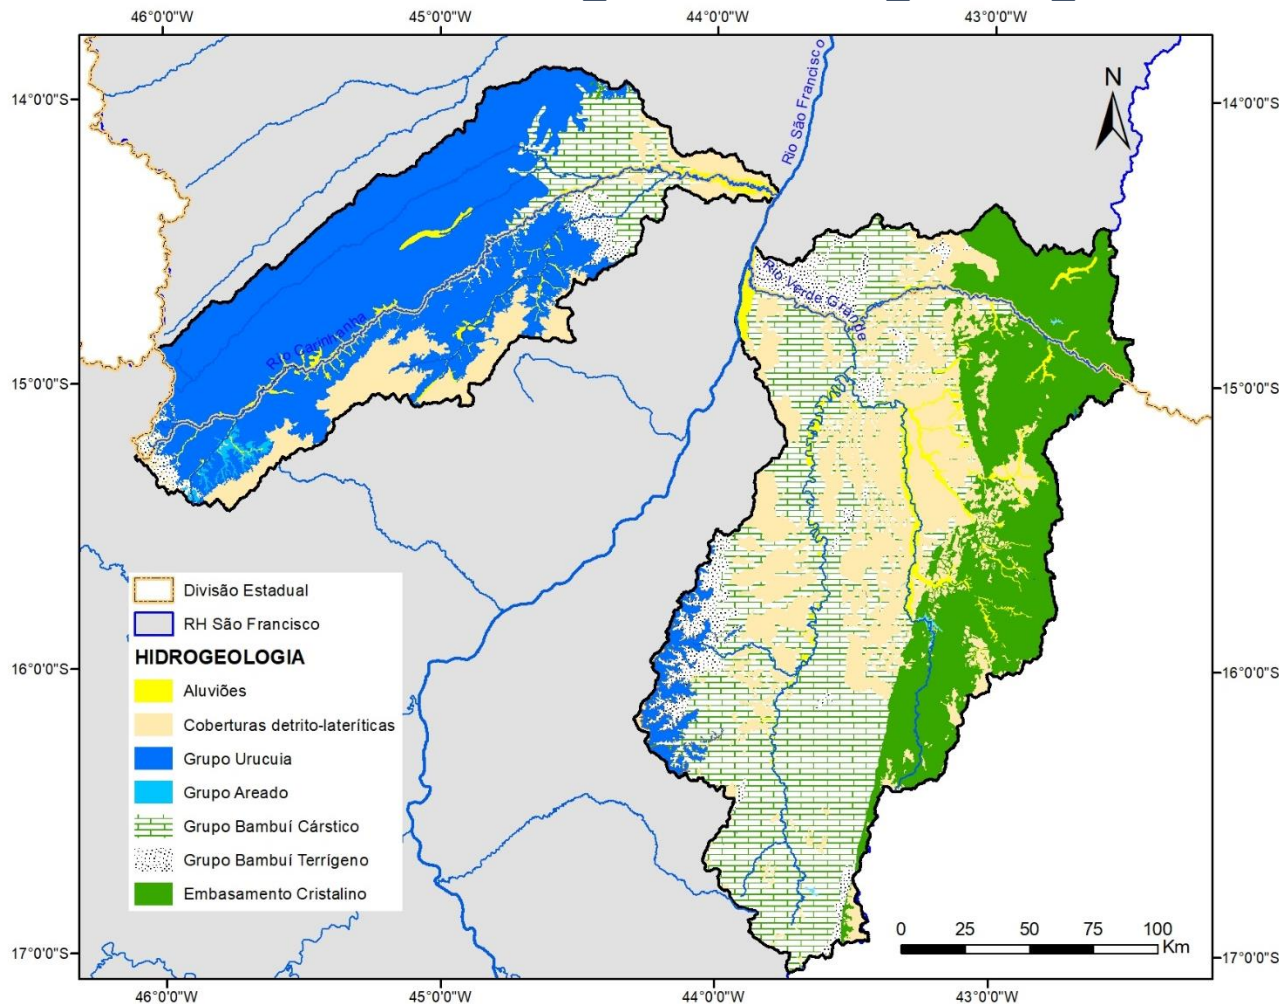 46°0'0"W
45°0'0"W
44°0'0"W
43°0'0"W
14°0'0"S
14°0'0"S
N
Rio São Francisco
Rio Verde Grande
Rio Carinhanha
15°0'0"S
15°0'0"S
16°0'0"S
16°0'0"S
Divisão Estadual
RH São Francisco
HIDROGEOLOGIA
Aluviões
Coberturas detrito-lateríticas
Grupo Urucuia
Grupo Areado
Grupo Bambuí Cárstico
Grupo Bambuí Terrígeno
Embasamento Cristalino
0 25 50 75 100
Km
17°0'0"S
17°0'0"S
46°0'0"W
45°0'0"W
44°0'0"W
43°0'0"W